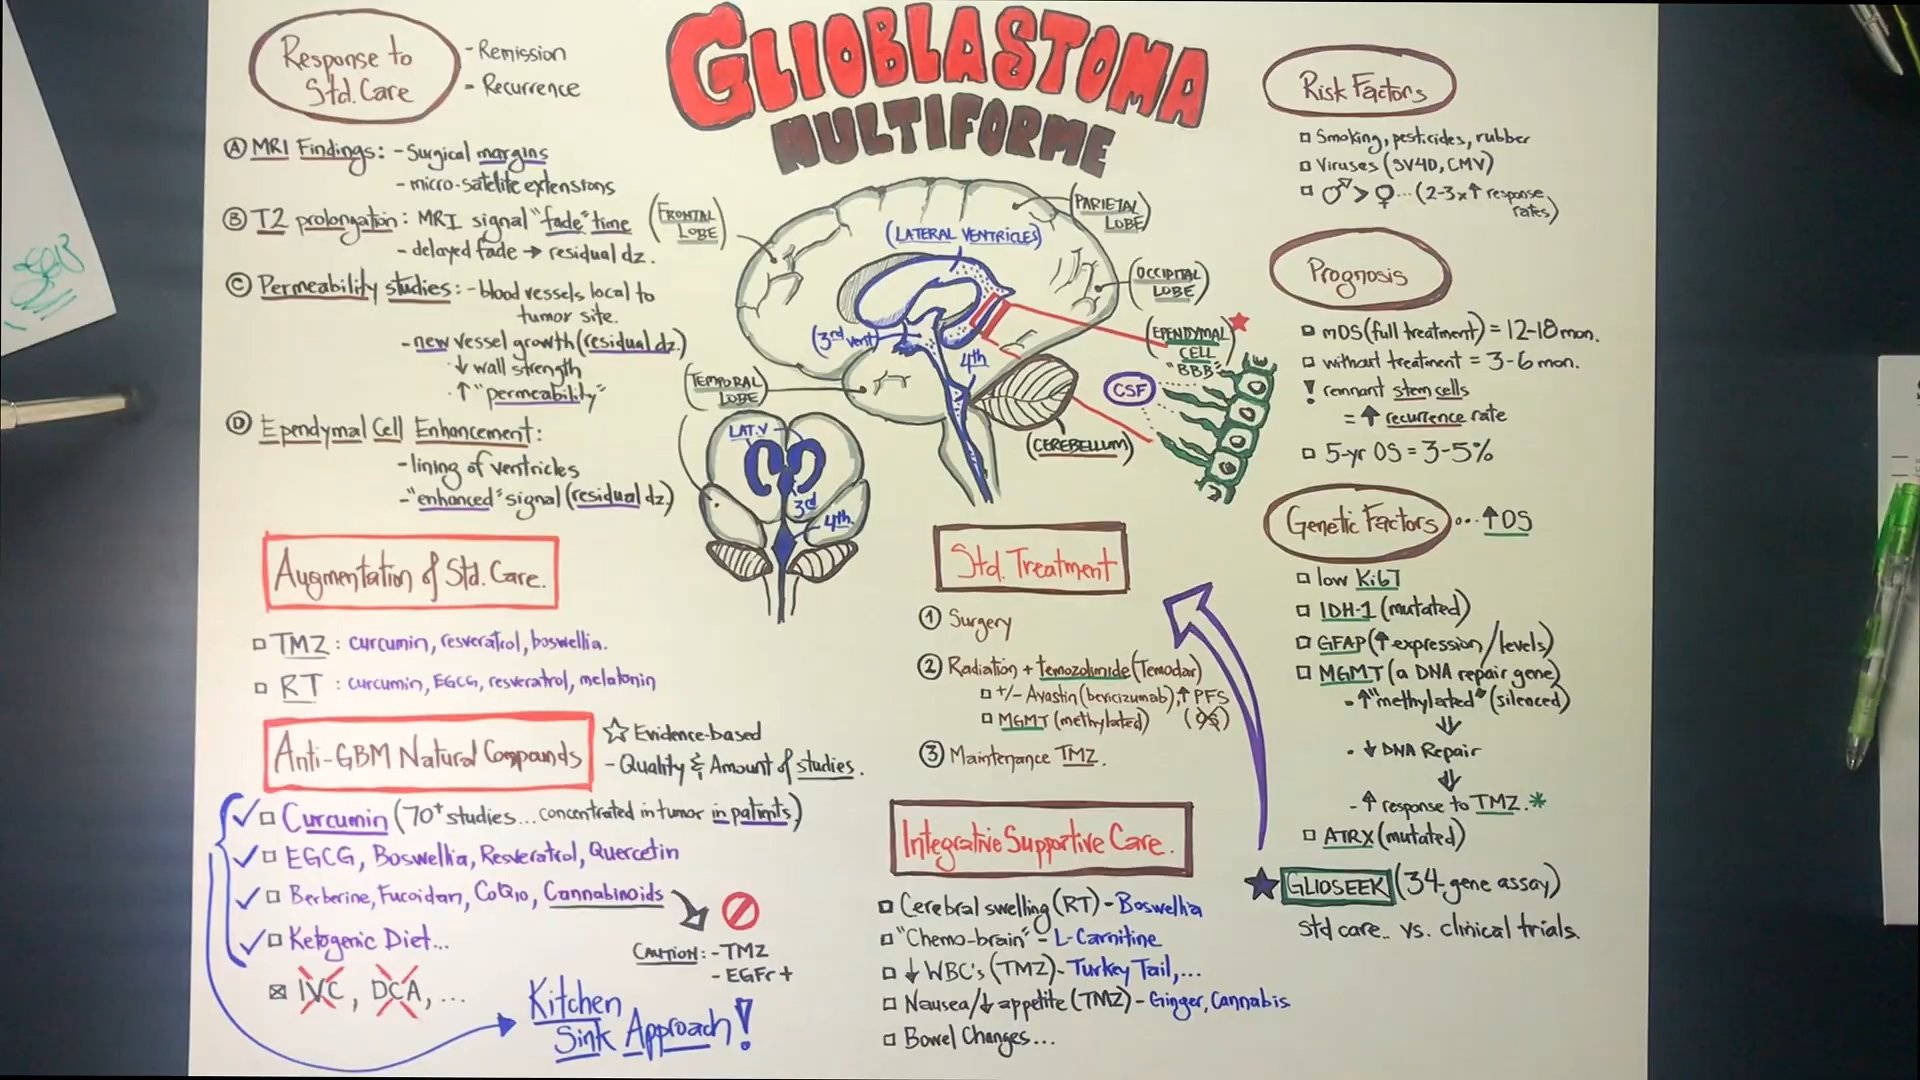 GLIOBLASTOMA
MULTIFORME
Response to
Std. Care
- Remission
- Recurrence
Ⓐ MRI Findings: - Surgical margins
- micro-satelite extensions
Ⓑ T2 prolongation: MRI signal "fade" time
- delayed fade → residual dz.
Ⓒ Permeability studies: - blood vessels local to
tumor site.
- new vessel growth (residual dz.)
↓ wall strength
↑ "permeability"
Ⓓ Ependymal Cell Enhancement:
- lining of ventricles
- "enhanced" signal (residual dz.)
Augmentation of Std. Care.
□ TMZ: curcumin, resveratrol, boswellia.
□ RT: curcumin, EGCG, resveratrol, melatonin
Anti-GBM Natural Compounds
☆ Evidence-based
- Quality & Amount of studies.
✓ □ Curcumin (70+ studies... concentrated in tumor in patients)
✓ □ EGCG, Boswellia, Resveratrol, Quercetin
✓ □ Berberine, Fucoidan, CoQ10, Cannabinoids
✓ □ Ketogenic Diet...
☒ IVC, DCA, ...
CAUTION: - TMZ
- EGFr+
Kitchen
Sink Approach!
(FRONTAL
LOBE)
(PARIETAL
LOBE)
(LATERAL VENTRICLES)
(OCCIPITAL
LOBE)
(3rd vent)
4th
(EPENDYMAL
CELL
"BBB")
(TEMPORAL
LOBE)
CSF
(CEREBELLUM)
LAT.V
3rd
4th
Std. Treatment
① Surgery
② Radiation + temozolomide (Temodar)
□ +/- Avastin (bevicizumab), ↑ PFS
□ MGMT (methylated) (OS)
③ Maintenance TMZ.
Integrative Supportive Care.
□ Cerebral swelling (RT) - Boswellia
□ "Chemo-brain" - L-Carnitine
□ ↓ WBC's (TMZ) - Turkey Tail,...
□ Nausea/↓ appetite (TMZ) - Ginger, Cannabis
□ Bowel Changes...
Risk Factors
□ Smoking, pesticides, rubber
□ Viruses (SV40, CMV)
□ ♂ > ♀ ... (2-3x ↑ response
rates)
Prognosis
□ mOS (full treatment) = 12-18 mon.
□ without treatment = 3-6 mon.
! remnant stem cells
= ↑ recurrence rate
□ 5-yr OS = 3-5%
Genetic Factors ... ↑ OS
□ low Ki67
□ IDH-1 (mutated)
□ GFAP (↑ expression/levels)
□ MGMT (a DNA repair gene)
- ↑ "methylated" (silenced)
⇓
- ↓ DNA Repair
⇓
- ↑ response to TMZ.*
□ ATRX (mutated)
★ GLIOSEEK (34-gene assay)
std care.. vs. clinical trials.